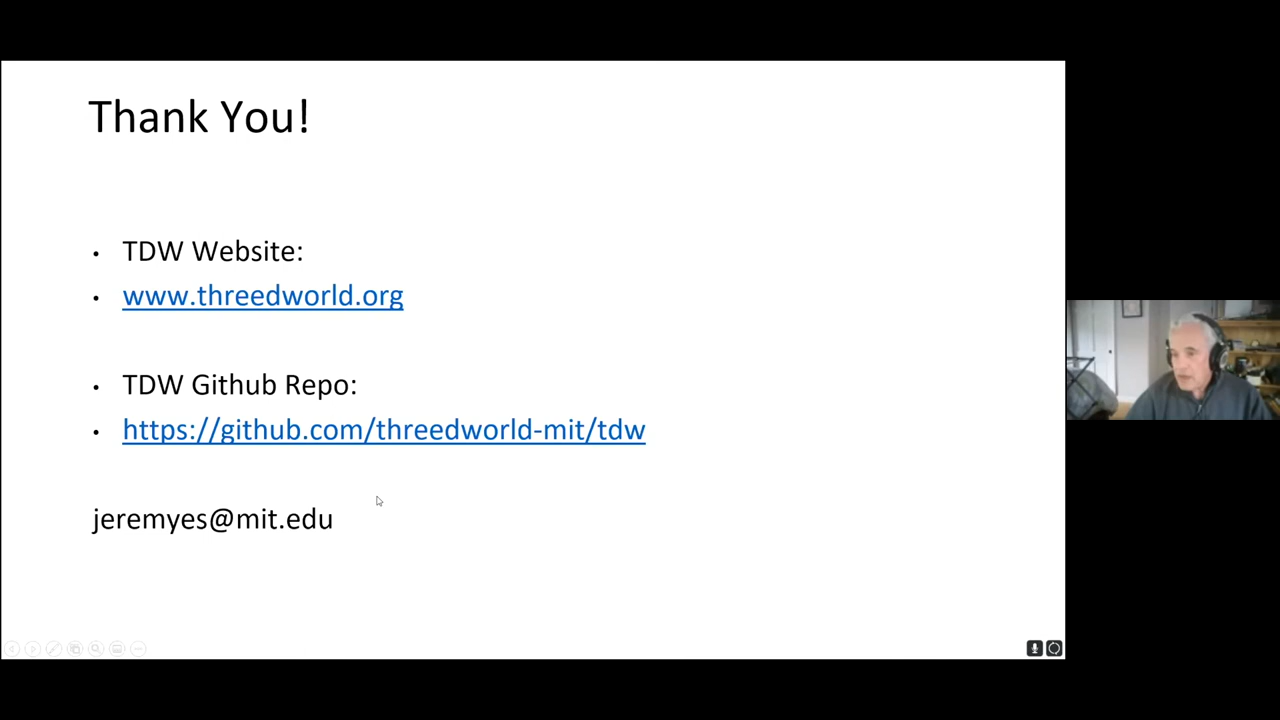 Thank You!
TDW Website:
www.threedworld.org
TDW Github Repo:
https://github.com/threedworld-mit/tdw
jeremyes@mit.edu